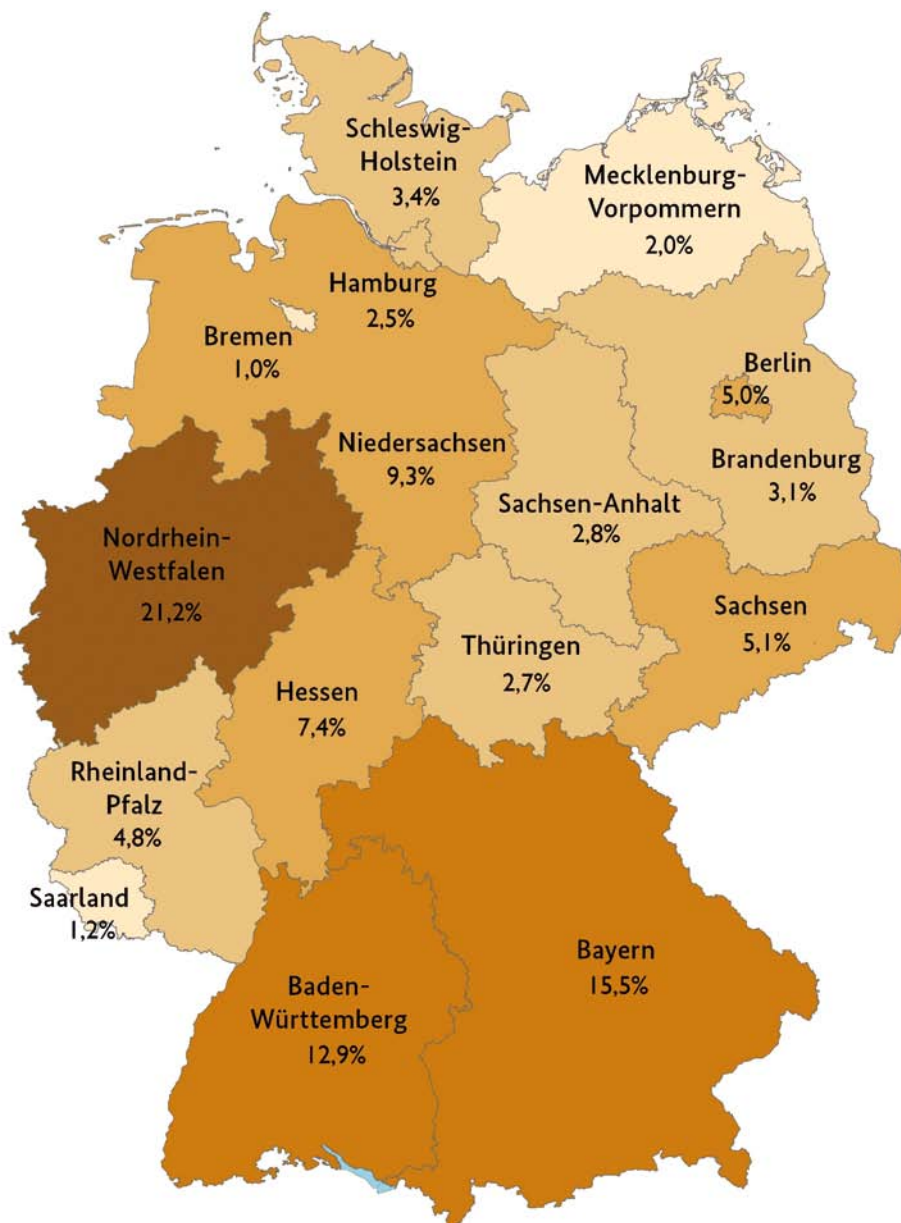 Schleswig-
Holstein
3,4%
Mecklenburg-
Vorpommern
2,0%
Hamburg
2,5%
Bremen
1,0%
Berlin
5,0%
Niedersachsen
9,3%
Brandenburg
3,1%
Sachsen-Anhalt
2,8%
Nordrhein-
Westfalen
21,2%
Sachsen
5,1%
Thüringen
2,7%
Hessen
7,4%
Rheinland-
Pfalz
4,8%
Saarland
1,2%
Bayern
15,5%
Baden-
Württemberg
12,9%